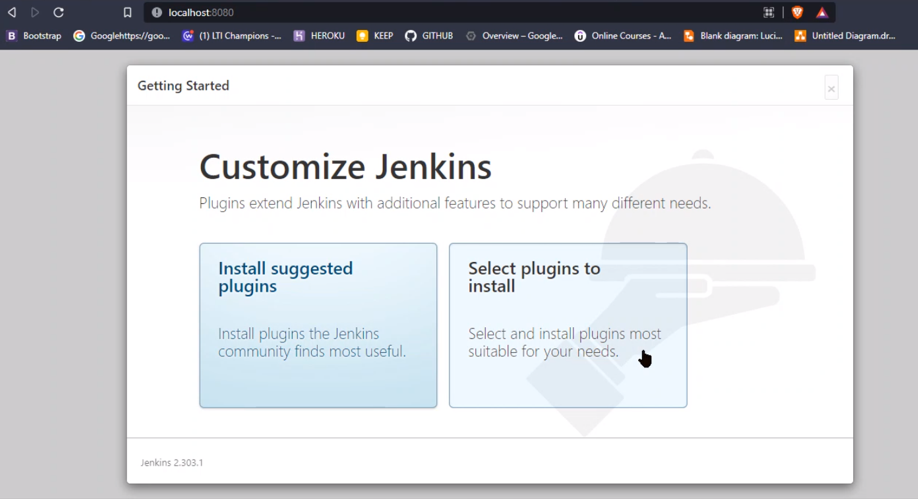 localhost:8080
Bootstrap Googlehttps://goo... (1) LTI Champions -... HEROKU KEEP GITHUB Overview – Google... Online Courses - A... Blank diagram: Luci... Untitled Diagram.dr...
Getting Started
Customize Jenkins
Plugins extend Jenkins with additional features to support many different needs.
Install suggested
plugins
Install plugins the Jenkins
community finds most useful.
Select plugins to
install
Select and install plugins most
suitable for your needs.
Jenkins 2.303.1